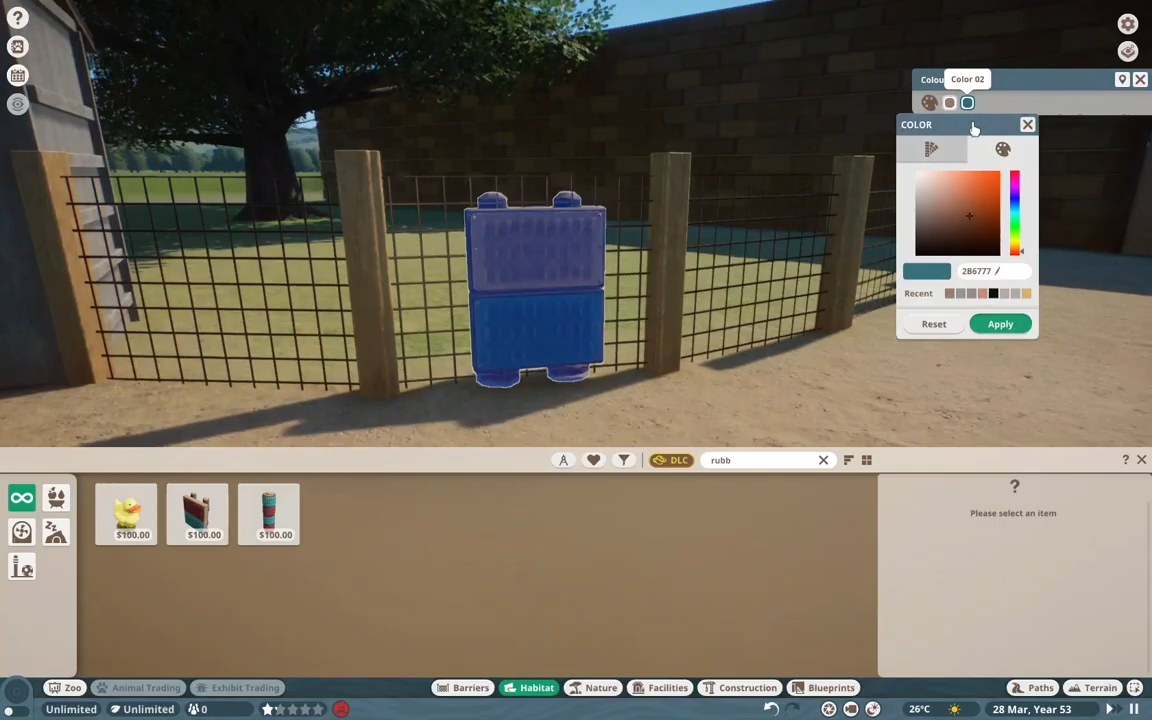 Colou
Color 02
COLOR
2B6777 /
Recent
Reset
Apply
DLC
rubb
?
?
?
Please select an item
$100.00
$100.00
$100.00
Zoo
Animal Trading
Exhibit Trading
Barriers
Habitat
Nature
Facilities
Construction
Blueprints
Paths
Terrain
Unlimited
Unlimited
0
26°C
28 Mar, Year 53